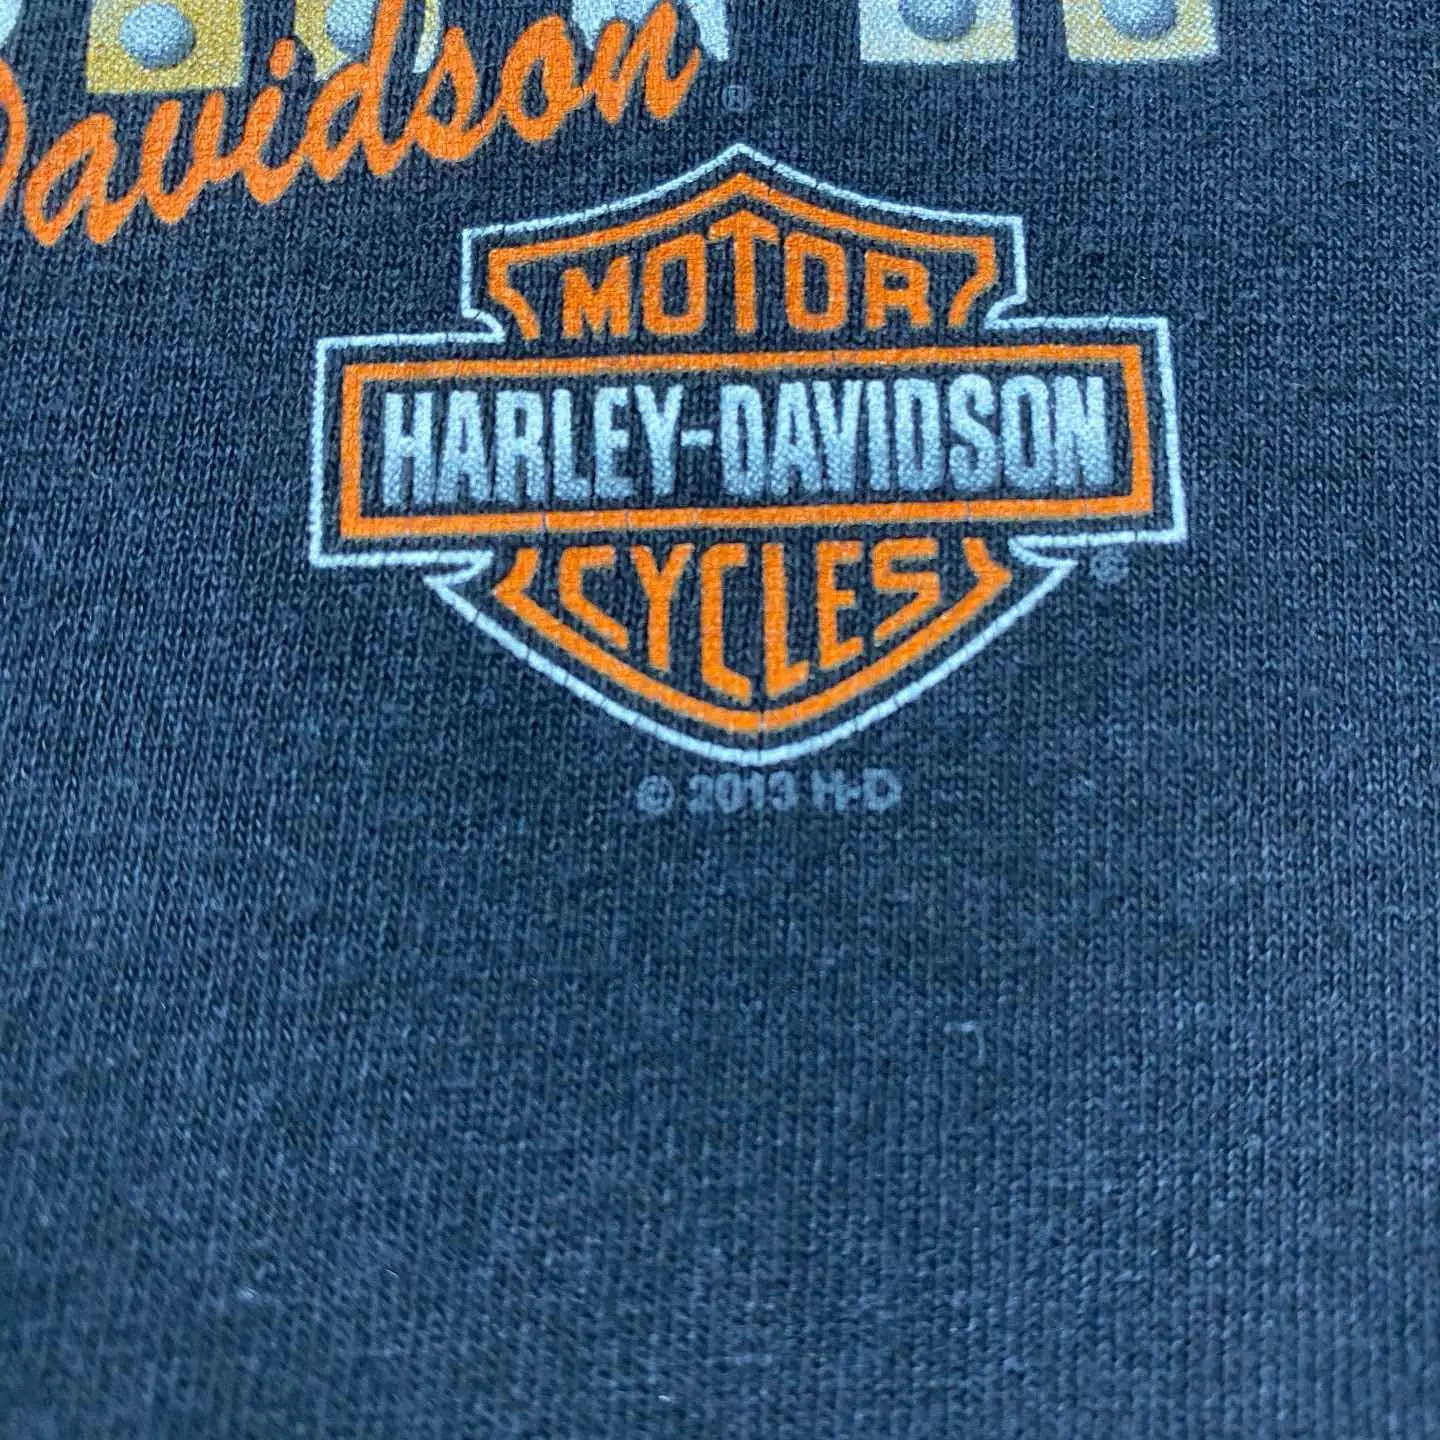 Davidson ®
MOTOR
HARLEY-DAVIDSON
CYCLES
© 2013 H-D